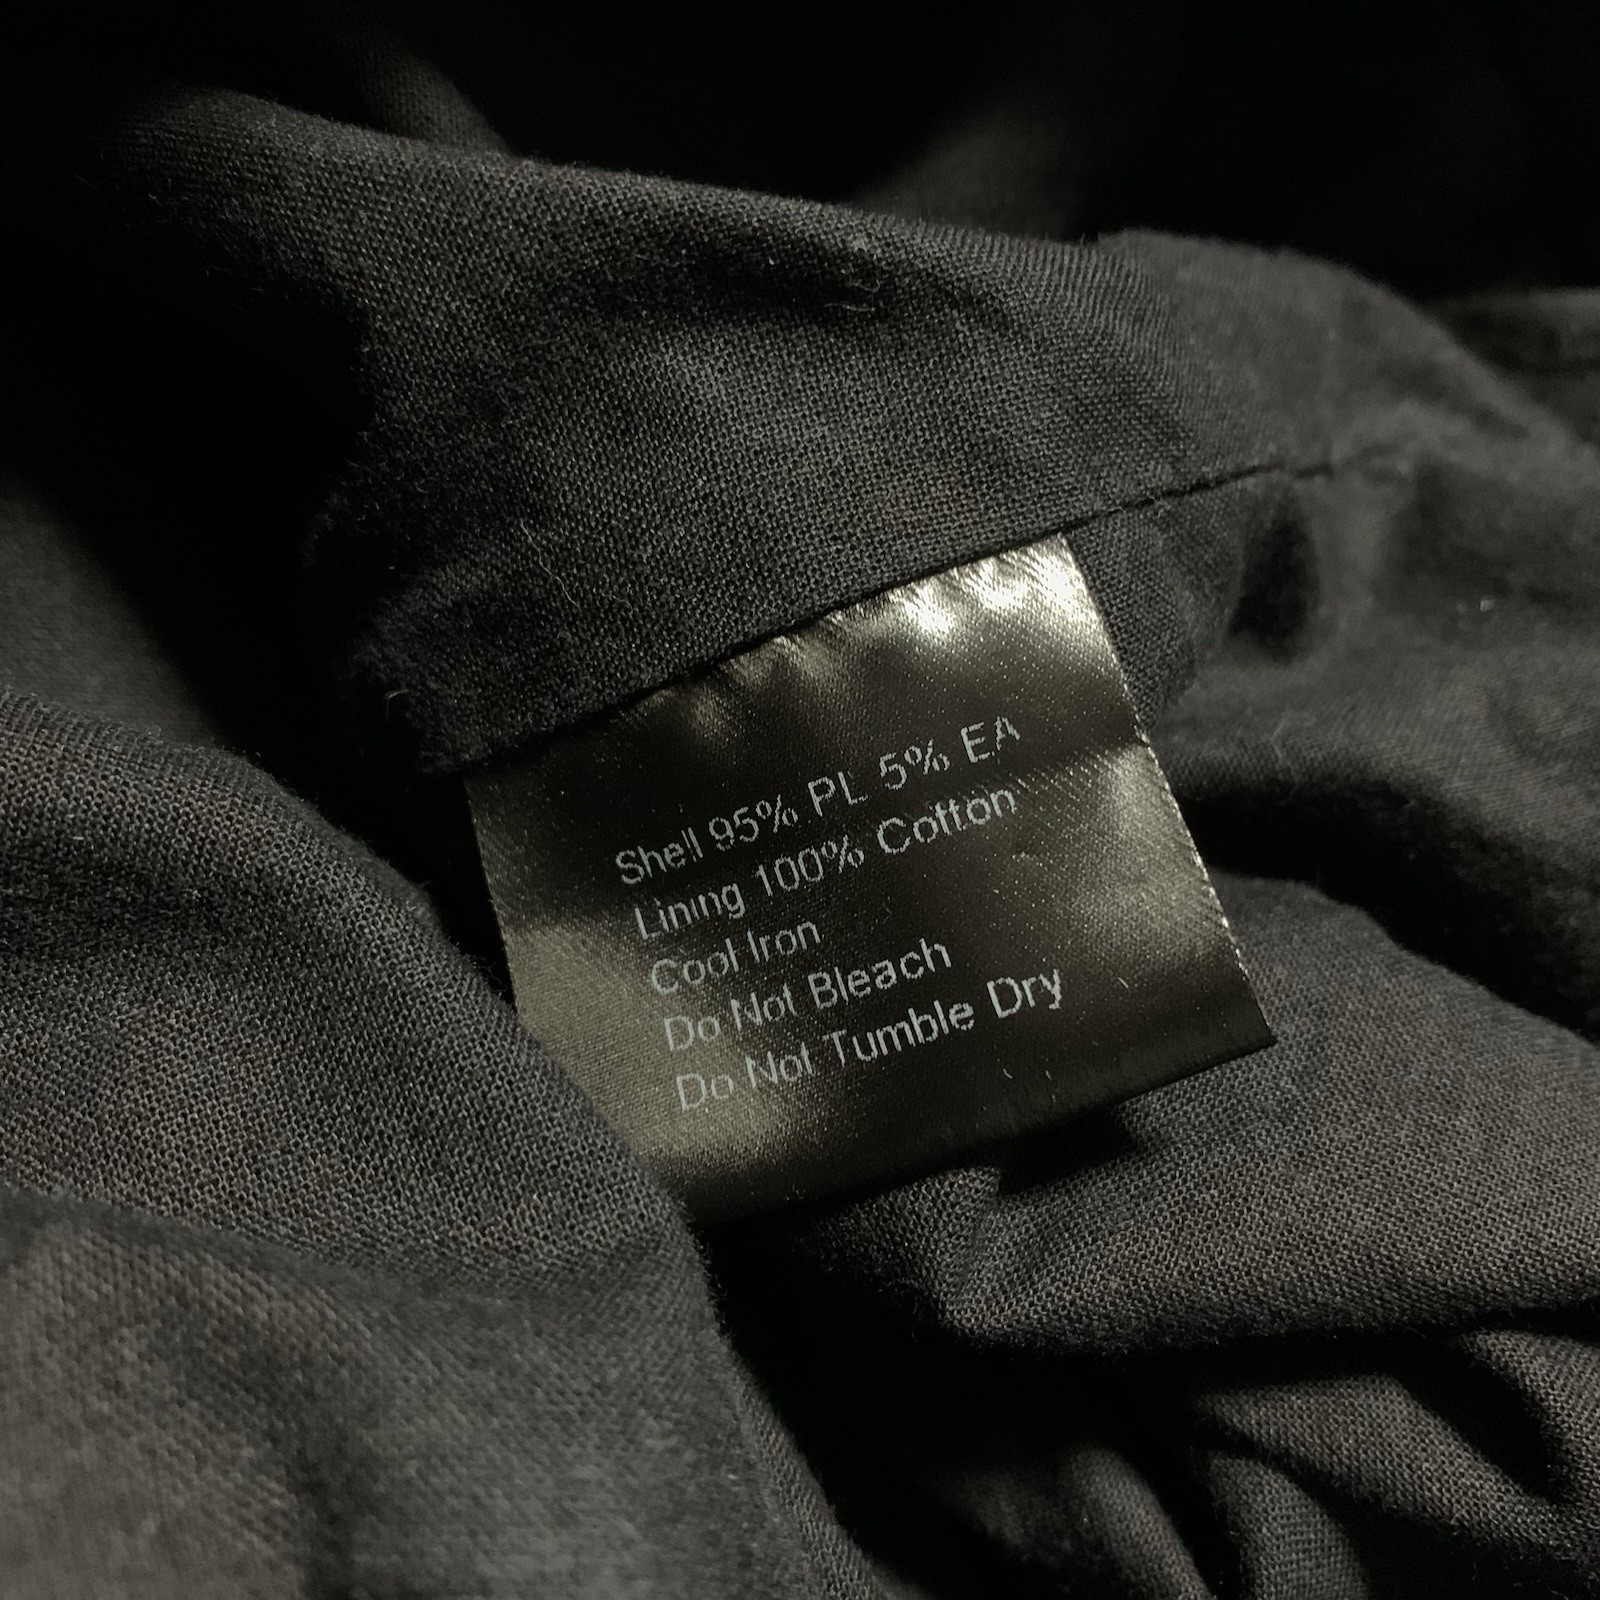 Shell 95% PL 5% EA
Lining 100% Cotton
Cool Iron
Do Not Bleach
Do Not Tumble Dry